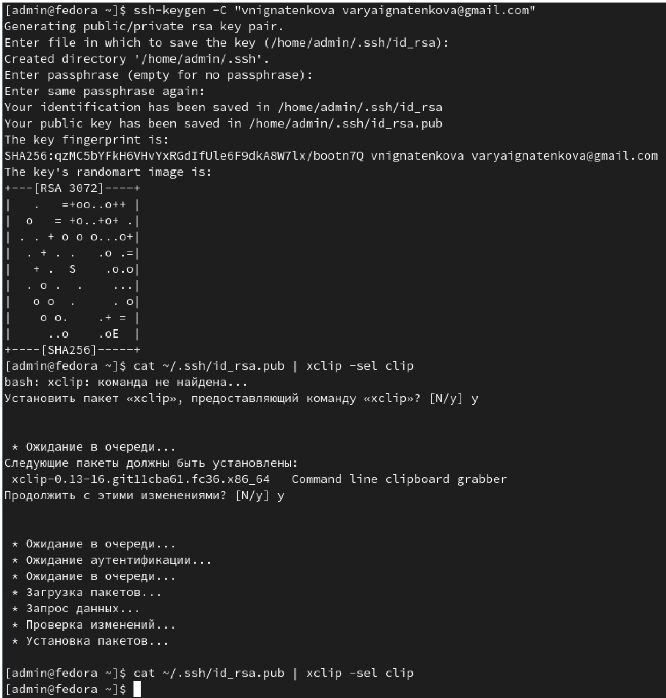 [admin@fedora ~]$ ssh-keygen -C "vnignatenkova varyaignatenkova@gmail.com"
Generating public/private rsa key pair.
Enter file in which to save the key (/home/admin/.ssh/id_rsa):
Created directory '/home/admin/.ssh'.
Enter passphrase (empty for no passphrase):
Enter same passphrase again:
Your identification has been saved in /home/admin/.ssh/id_rsa
Your public key has been saved in /home/admin/.ssh/id_rsa.pub
The key fingerprint is:
SHA256:qzMC5bYFkH6VHvYxRGdIfUle6F9dkA8W7lx/bootn7Q vnignatenkova varyaignatenkova@gmail.com
The key's randomart image is:
+---[RSA 3072]----+
|   .   =+oo..o++ |
|  o   = +o..+o+ .|
| . . + o o o...o+|
|  . + . .   .o .=|
|   + .  S    .o.o|
|  . o .  .    ...|
|   o o  .     . o|
|    o o.    .+ = |
|     ..o    .oE  |
+----[SHA256]-----+
[admin@fedora ~]$ cat ~/.ssh/id_rsa.pub | xclip -sel clip
bash: xclip: команда не найдена...
Установить пакет «xclip», предоставляющий команду «xclip»? [N/y] y
 * Ожидание в очереди...
Следующие пакеты должны быть установлены:
 xclip-0.13-16.git11cba61.fc36.x86_64   Command line clipboard grabber
Продолжить с этими изменениями? [N/y] y
 * Ожидание в очереди...
 * Ожидание аутентификации...
 * Ожидание в очереди...
 * Загрузка пакетов...
 * Запрос данных...
 * Проверка изменений...
 * Установка пакетов...
[admin@fedora ~]$ cat ~/.ssh/id_rsa.pub | xclip -sel clip
[admin@fedora ~]$